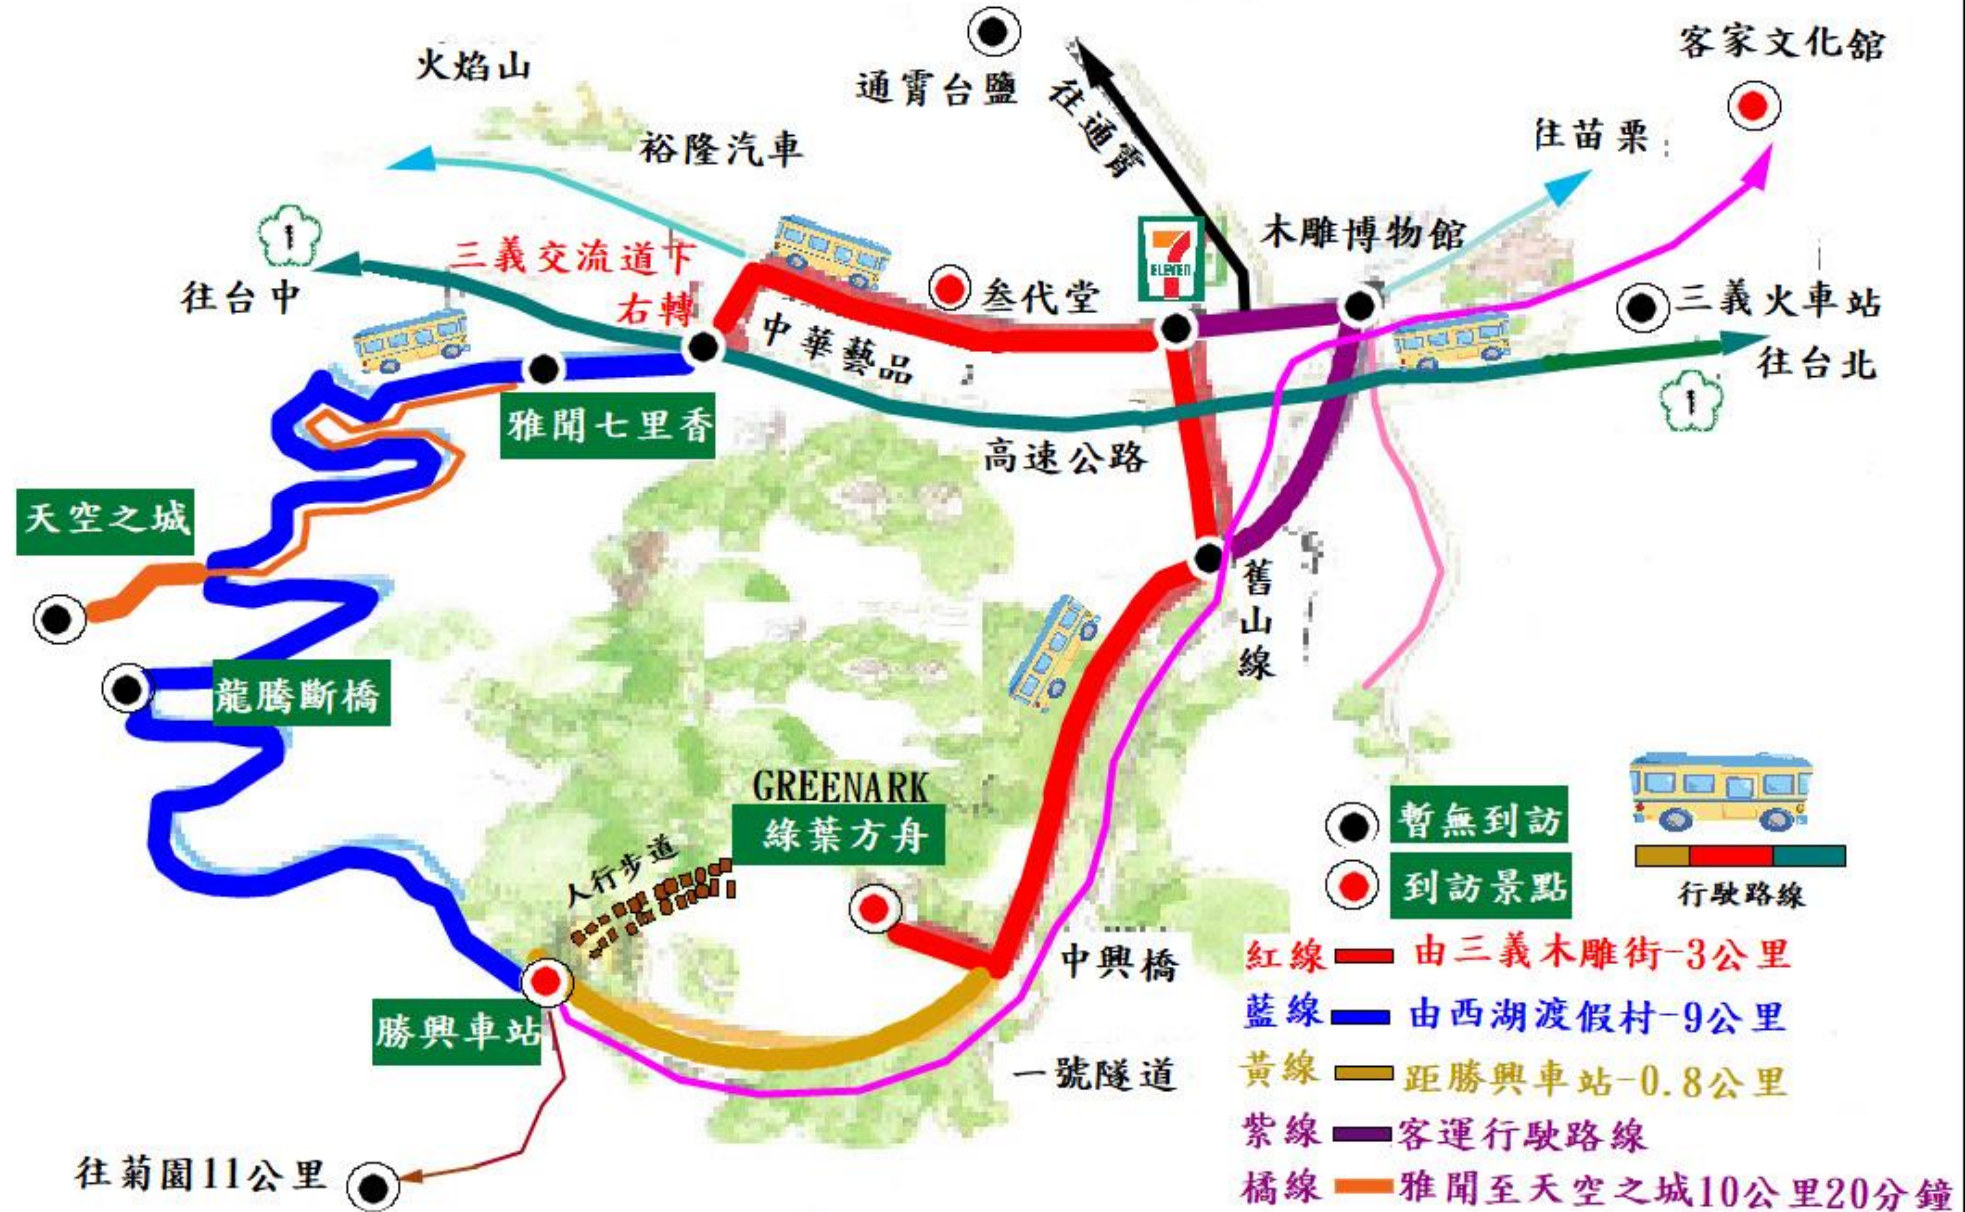 火焰山
通霄台鹽
往通霄
客家文化舘
往苗栗
裕隆汽車
木雕博物館
1
往台中
三義交流道下
右轉
叁代堂
7
ELEVEN
三義火車站
往台北
1
中華藝品
雅聞七里香
高速公路
天空之城
舊山線
龍騰斷橋
GREENARK
綠葉方舟
人行步道
暫無到訪
到訪景點
行駛路線
中興橋
勝興車站
一號隧道
往菊園11公里
紅線 由三義木雕街-3公里
藍線 由西湖渡假村-9公里
黃線 距勝興車站-0.8公里
紫線 客運行駛路線
橘線 雅聞至天空之城10公里20分鐘